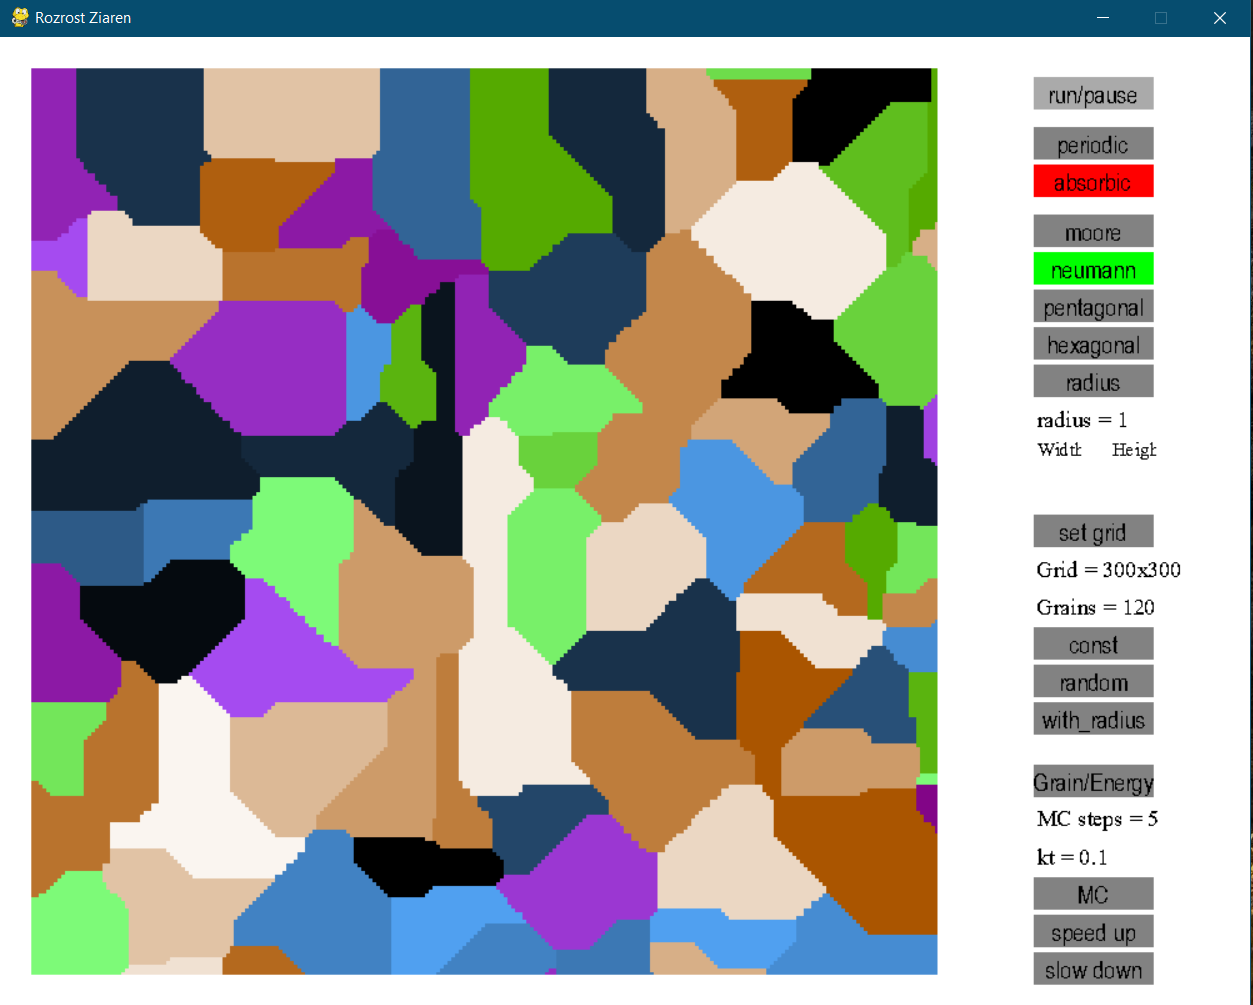 Rozrost Ziaren
run/pause
periodic
absorbic
moore
neumann
pentagonal
hexagonal
radius
radius = 1
Width Heigh
set grid
Grid = 300x300
Grains = 120
const
random
with_radius
Grain/Energy
MC steps = 5
kt = 0.1
MC
speed up
slow down